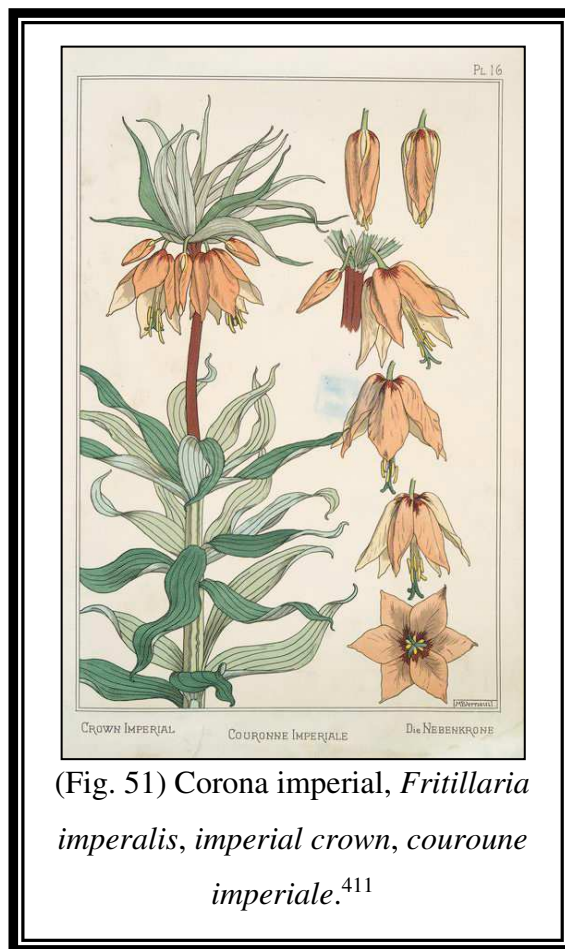 PL. 16
CROWN IMPERIAL
COURONNE IMPERIALE
Die NEBENKRONE
(Fig. 51) Corona imperial, Fritillaria
imperalis, imperial crown, couroune
imperiale.411